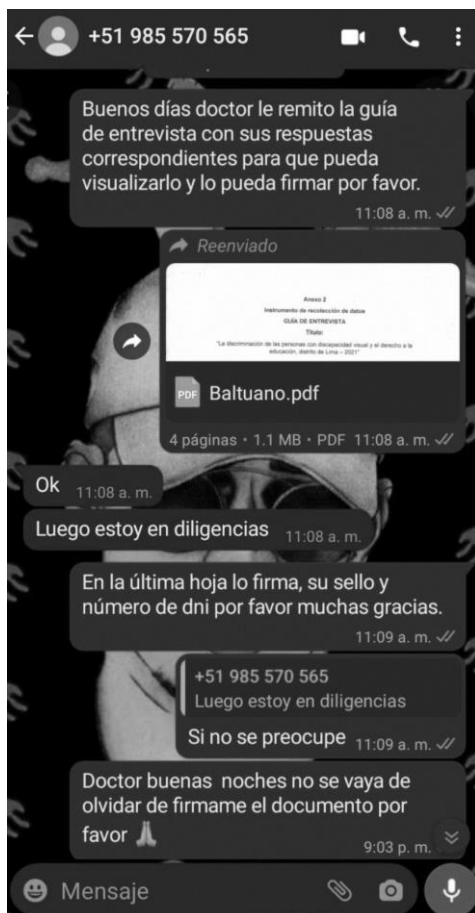 +51 985 570 565
Buenos días doctor le remito la guía
de entrevista con sus respuestas
correspondientes para que pueda
visualizarlo y lo pueda firmar por favor.
11:08 a. m.
Reenviado
Anexo 2
Instrumento de recolección de datos
GUÍA DE ENTREVISTA
Título:
"La discriminación de las personas con discapacidad visual y el derecho a la
educación, distrito de Lima – 2021"
PDF Baltuano.pdf
4 páginas • 1.1 MB • PDF 11:08 a. m.
Ok 11:08 a. m.
Luego estoy en diligencias 11:08 a. m.
En la última hoja lo firma, su sello y
número de dni por favor muchas gracias.
11:09 a. m.
+51 985 570 565
Luego estoy en diligencias
Si no se preocupe 11:09 a. m.
Doctor buenas noches no se vaya de
olvidar de firmame el documento por
favor 🙏
9:03 p. m.
Mensaje